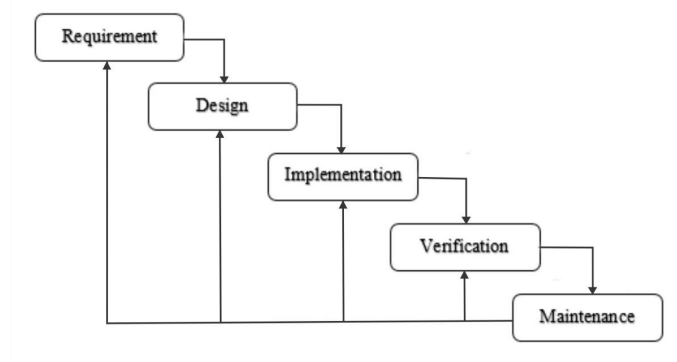 Requirement
Design
Implementation
Verification
Maintenance